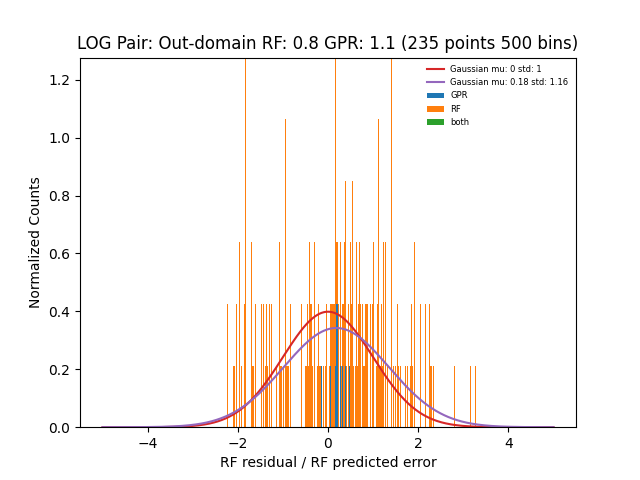 LOG Pair: Out-domain RF: 0.8 GPR: 1.1 (235 points 500 bins)
Gaussian mu: 0 std: 1
Gaussian mu: 0.18 std: 1.16
GPR
RF
both
Normalized Counts
1.2
1.0
0.8
0.6
0.4
0.2
0.0
−4
−2
0
2
4
RF residual / RF predicted error